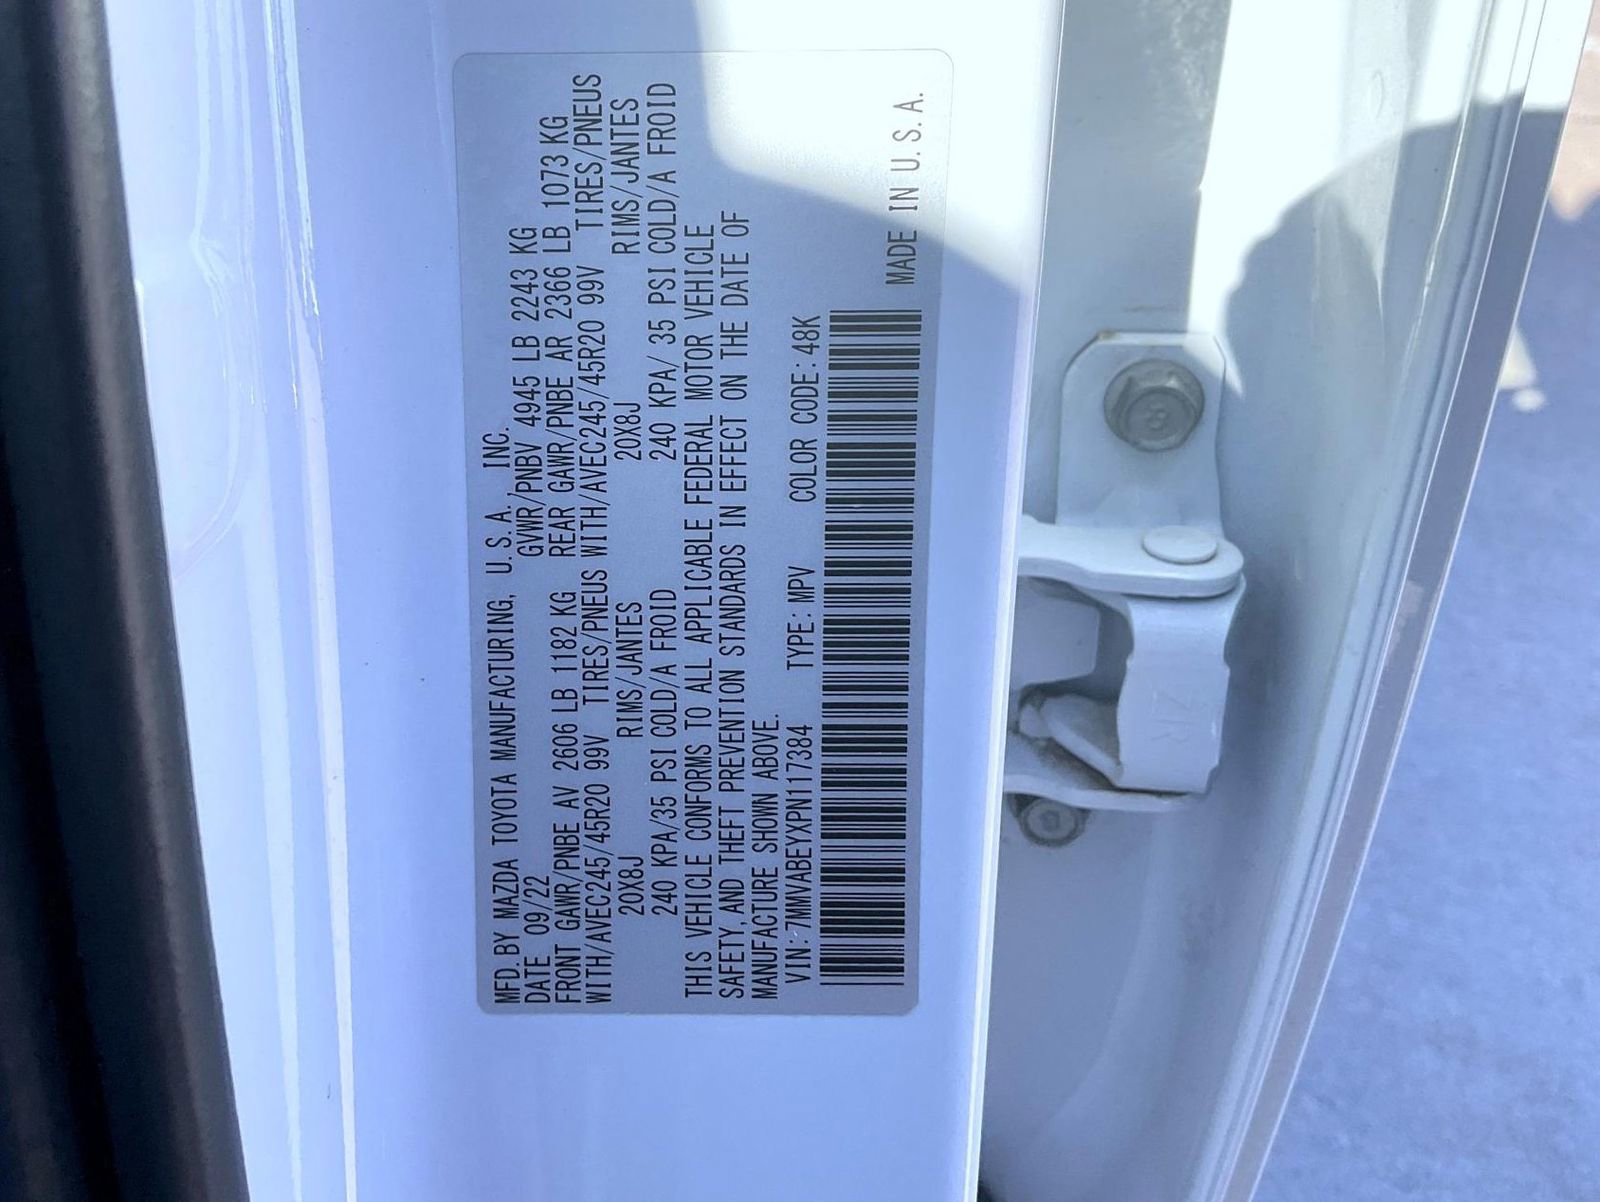 MFD. BY MAZDA TOYOTA MANUFACTURING, U. S. A, INC.
DATE 09/22 GVWR/PNBV 4945 LB 2243 KG
FRONT GAWR/PNBE AV 2606 LB 1182 KG REAR GAWR/PNBE AR 2366 LB 1073 KG
WITH/AVEC245/45R20 99V TIRES/PNEUS WITH/AVEC245/45R20 99V TIRES/PNEUS
20X8J RIMS/JANTES 20X8J RIMS/JANTES
240 KPA/35 PSI COLD/A FROID 240 KPA/ 35 PSI COLD/A FROID
THIS VEHICLE CONFORMS TO ALL APPLICABLE FEDERAL MOTOR VEHICLE
SAFETY, AND THEFT PREVENTION STANDARDS IN EFFECT ON THE DATE OF
MANUFACTURE SHOWN ABOVE.
VIN: 7MMVABEYXPN117384 TYPE: MPV COLOR CODE: 48K
MADE IN U. S. A.
8